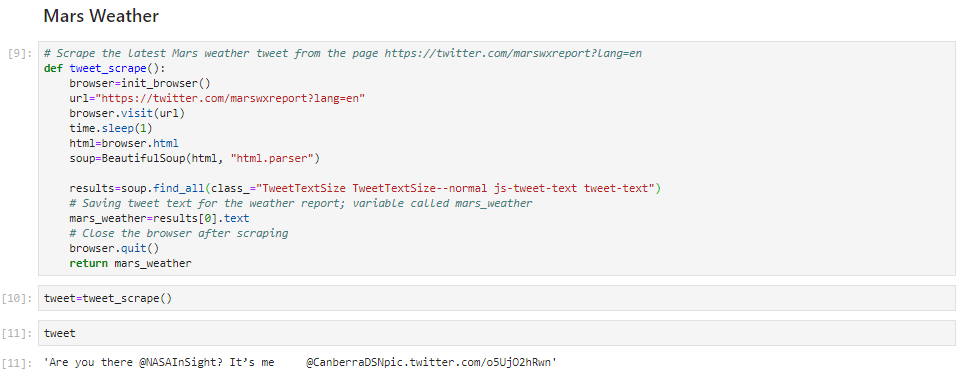 Mars Weather
[9]: # Scrape the latest Mars weather tweet from the page https://twitter.com/marswxreport?lang=en
def tweet_scrape():
    browser=init_browser()
    url="https://twitter.com/marswxreport?lang=en"
    browser.visit(url)
    time.sleep(1)
    html=browser.html
    soup=BeautifulSoup(html, "html.parser")

    results=soup.find_all(class_="TweetTextSize TweetTextSize--normal js-tweet-text tweet-text")
    # Saving tweet text for the weather report; variable called mars_weather
    mars_weather=results[0].text
    # Close the browser after scraping
    browser.quit()
    return mars_weather
[10]: tweet=tweet_scrape()
[11]: tweet
[11]: 'Are you there @NASAInSight? It’s me     @CanberraDSNpic.twitter.com/o5UjO2hRwn'